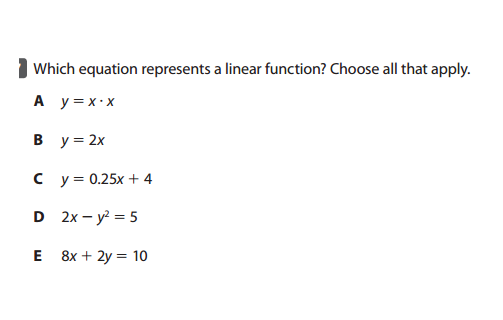 Which equation represents a linear function? Choose all that apply.
A y = x · x
B y = 2x
C y = 0.25x + 4
D 2x – y² = 5
E 8x + 2y = 10